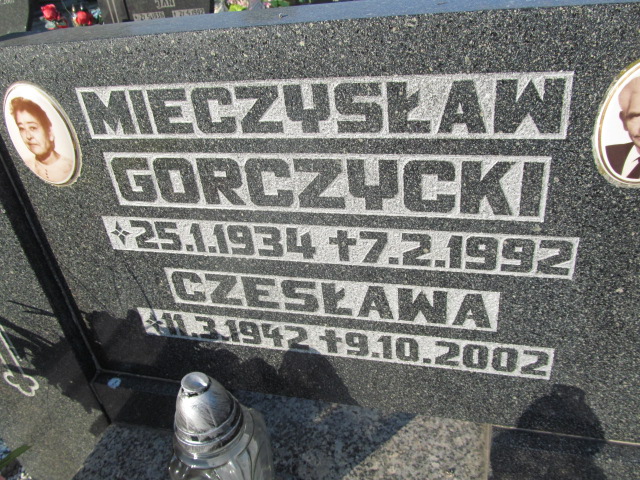 MIECZYSŁAW
GORCZYCKI
25.1.1934 †7.2.1992
CZESŁAWA
11.3.1942 †9.10.2002